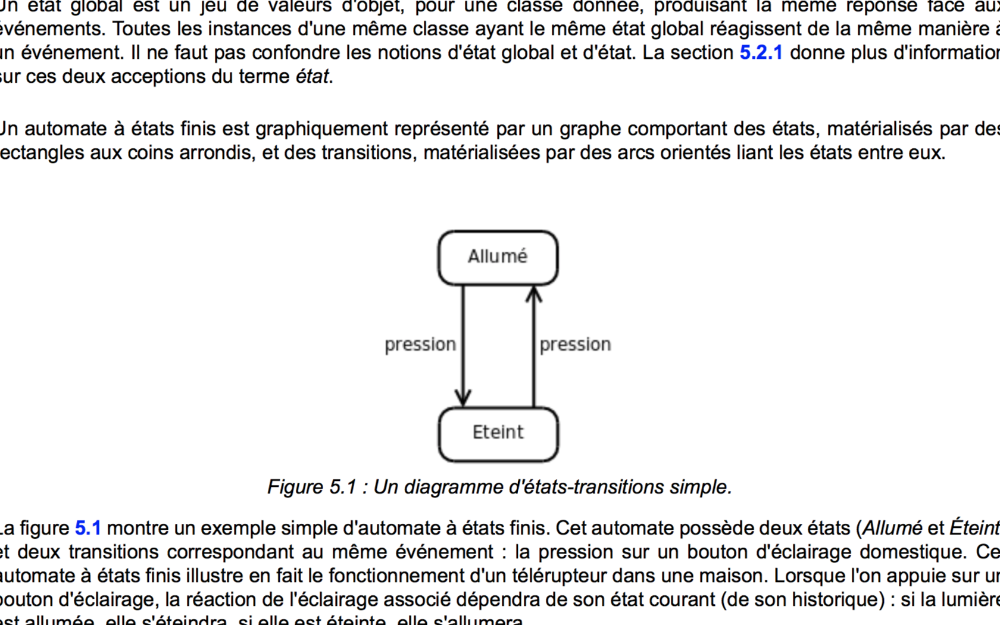 Un état global est un jeu de valeurs d'objet, pour une classe donnée, produisant la même réponse face aux
événements. Toutes les instances d'une même classe ayant le même état global réagissent de la même manière à
un événement. Il ne faut pas confondre les notions d'état global et d'état. La section 5.2.1 donne plus d'information
sur ces deux acceptions du terme état.
Un automate à états finis est graphiquement représenté par un graphe comportant des états, matérialisés par des
rectangles aux coins arrondis, et des transitions, matérialisées par des arcs orientés liant les états entre eux.
Allumé
pression pression
Eteint
Figure 5.1 : Un diagramme d'états-transitions simple.
La figure 5.1 montre un exemple simple d'automate à états finis. Cet automate possède deux états (Allumé et Éteint
et deux transitions correspondant au même événement : la pression sur un bouton d'éclairage domestique. Cet
automate à états finis illustre en fait le fonctionnement d'un télérupteur dans une maison. Lorsque l'on appuie sur un
bouton d'éclairage, la réaction de l'éclairage associé dépendra de son état courant (de son historique) : si la lumière
est allumée, elle s'éteindra, si elle est éteinte, elle s'allumera.